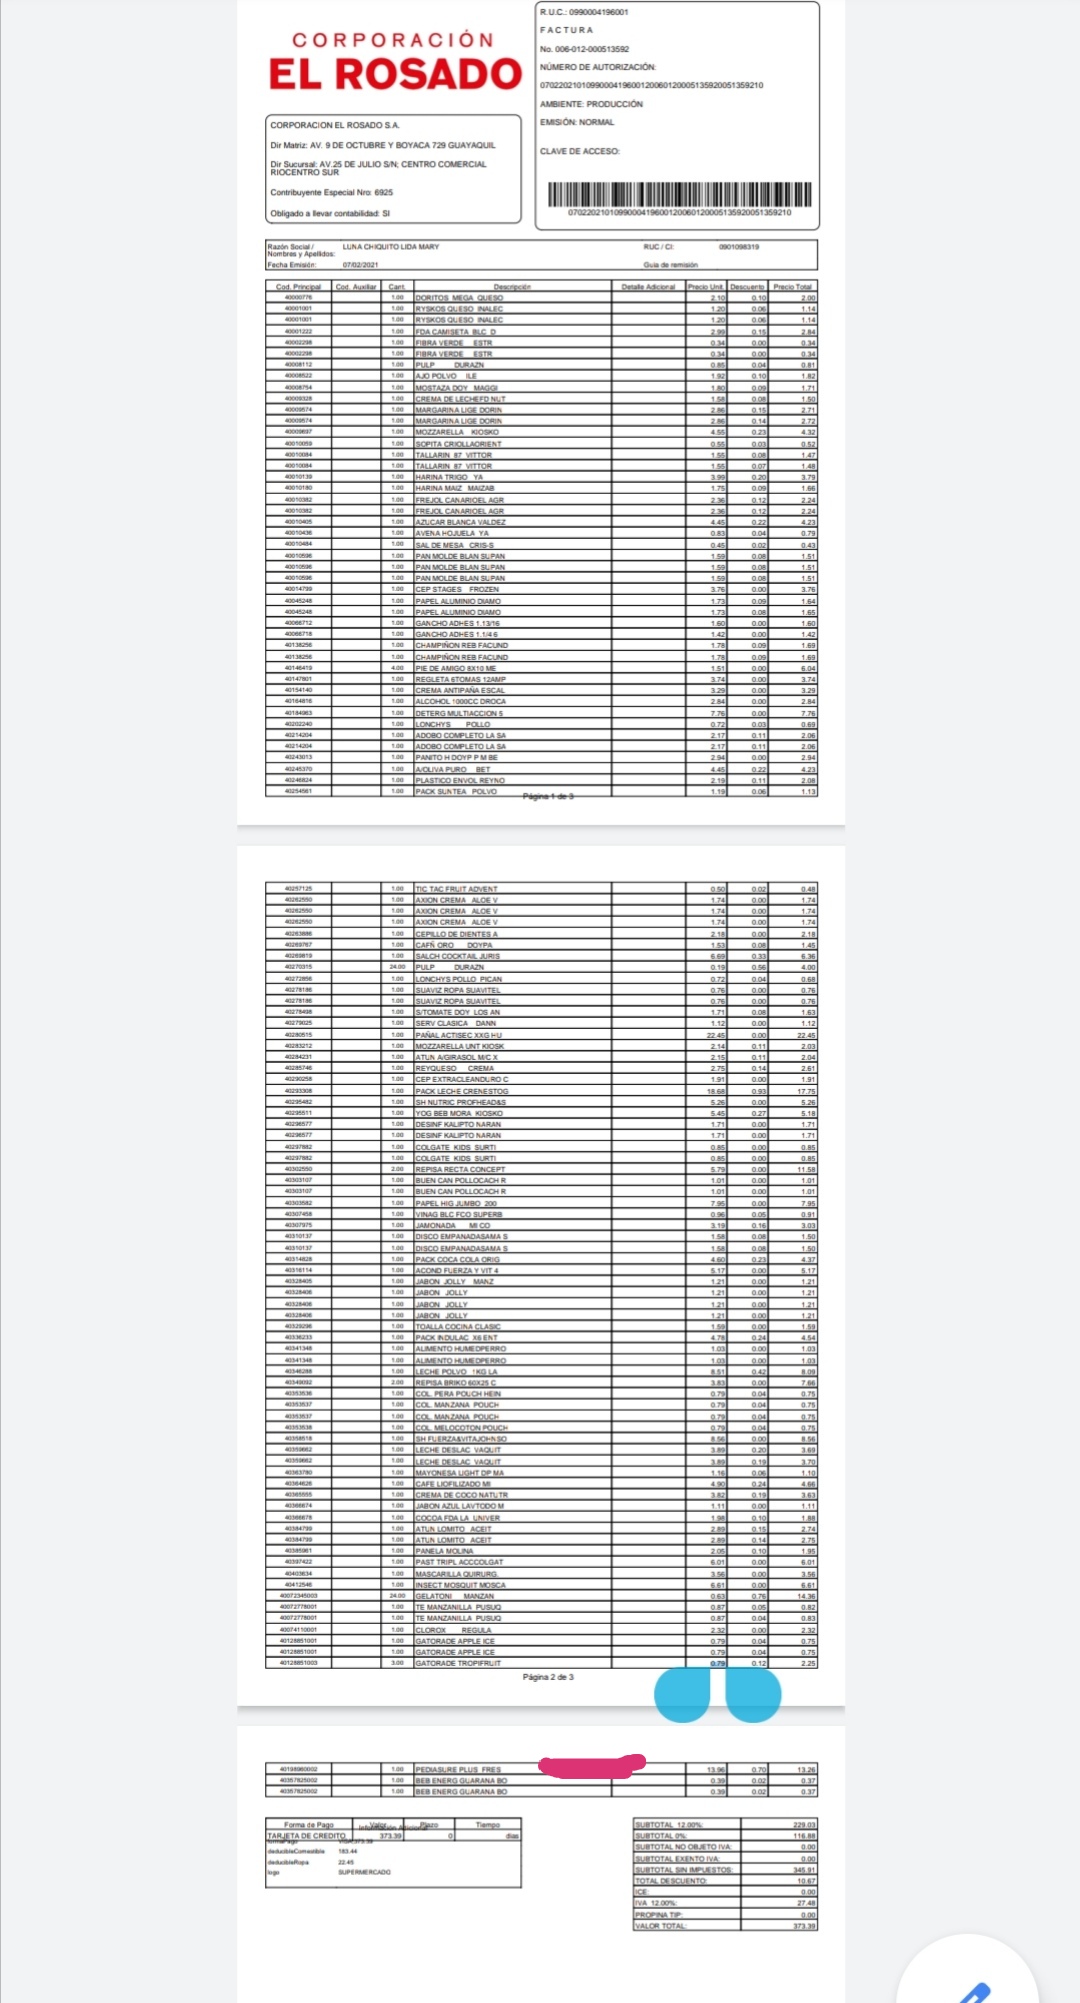 CORPORACIÓN
EL ROSADO
R.U.C.: 0990004196001
FACTURA
No. 006-012-000513592
NÚMERO DE AUTORIZACIÓN:
0702202101099000419600120060120005135920051359210
AMBIENTE: PRODUCCIÓN
EMISIÓN: NORMAL
CLAVE DE ACCESO:
0702202101099000419600120060120005135920051359210
CORPORACION EL ROSADO S.A.
Dir Matriz: AV. 9 DE OCTUBRE Y BOYACA 729 GUAYAQUIL
Dir Sucursal: AV.25 DE JULIO S/N; CENTRO COMERCIAL
RIOCENTRO SUR
Contribuyente Especial Nro: 6925
Obligado a llevar contabilidad: SI
Razón Social / Nombres y Apellidos: LUNA CHIQUITO LIDA MARY RUC / CI: 0901098319
Fecha Emisión: 07/02/2021 Guia de remisión
Cod. Principal Cod. Auxiliar Cant. Descripción Detalle Adicional Precio Unit. Descuento Precio Total
40000776 1.00 DORITOS MEGA QUESO 2.10 0.10 2.00
40001001 1.00 RYSKOS QUESO INALEC 1.20 0.06 1.14
40001001 1.00 RYSKOS QUESO INALEC 1.20 0.06 1.14
40001222 1.00 FDA CAMISETA BLC D 2.99 0.15 2.84
40002298 1.00 FIBRA VERDE ESTR 0.34 0.00 0.34
40002298 1.00 FIBRA VERDE ESTR 0.34 0.00 0.34
40008112 1.00 PULP DURAZN 0.85 0.04 0.81
40008522 1.00 AJO POLVO ILE 1.92 0.10 1.82
40008754 1.00 MOSTAZA DOY MAGGI 1.80 0.09 1.71
40009328 1.00 CREMA DE LECHEFD NUT 1.58 0.08 1.50
40009574 1.00 MARGARINA LIGE DORIN 2.86 0.15 2.71
40009574 1.00 MARGARINA LIGE DORIN 2.86 0.14 2.72
40009697 1.00 MOZZARELLA KIOSKO 4.55 0.23 4.32
40010059 1.00 SOPITA CRIOLLAORIENT 0.55 0.03 0.52
40010084 1.00 TALLARIN 87 VITTOR 1.55 0.08 1.47
40010084 1.00 TALLARIN 87 VITTOR 1.55 0.07 1.48
40010139 1.00 HARINA TRIGO YA 3.99 0.20 3.79
40010180 1.00 HARINA MAIZ MAIZAB 1.75 0.09 1.66
40010382 1.00 FREJOL CANARIOEL AGR 2.36 0.12 2.24
40010382 1.00 FREJOL CANARIOEL AGR 2.36 0.12 2.24
40010405 1.00 AZUCAR BLANCA VALDEZ 4.45 0.22 4.23
40010436 1.00 AVENA HOJUELA YA 0.83 0.04 0.79
40010484 1.00 SAL DE MESA CRIS-S 0.45 0.02 0.43
40010596 1.00 PAN MOLDE BLAN SUPAN 1.59 0.08 1.51
40010596 1.00 PAN MOLDE BLAN SUPAN 1.59 0.08 1.51
40010596 1.00 PAN MOLDE BLAN SUPAN 1.59 0.08 1.51
40014799 1.00 CEP STAGES FROZEN 3.76 0.00 3.76
40045248 1.00 PAPEL ALUMINIO DIAMO 1.73 0.09 1.64
40045248 1.00 PAPEL ALUMINIO DIAMO 1.73 0.08 1.65
40066712 1.00 GANCHO ADHES 1.13/16 1.60 0.00 1.60
40066718 1.00 GANCHO ADHES 1.1/4 6 1.42 0.00 1.42
40138256 1.00 CHAMPIÑON REB FACUND 1.78 0.09 1.69
40138256 1.00 CHAMPIÑON REB FACUND 1.78 0.09 1.69
40146419 4.00 PIE DE AMIGO 8X10 ME 1.51 0.00 6.04
40147801 1.00 REGLETA 6TOMAS 12AMP 3.74 0.00 3.74
40154140 1.00 CREMA ANTIPAÑA ESCAL 3.29 0.00 3.29
40164816 1.00 ALCOHOL 1000CC DROCA 2.84 0.00 2.84
40184963 1.00 DETERG MULTIACCION 5 7.76 0.00 7.76
40202240 1.00 LONCHYS POLLO 0.72 0.03 0.69
40214204 1.00 ADOBO COMPLETO LA SA 2.17 0.11 2.06
40214204 1.00 ADOBO COMPLETO LA SA 2.17 0.11 2.06
40243013 1.00 PANITO H DOYP P M BE 2.94 0.00 2.94
40245370 1.00 A/OLIVA PURO BET 4.45 0.22 4.23
40246824 1.00 PLASTICO ENVOL REYNO 2.19 0.11 2.08
40254561 1.00 PACK SUNTEA POLVO 1.19 0.06 1.13
Página 1 de 3
40257125 1.00 TIC TAC FRUIT ADVENT 0.50 0.02 0.48
40262550 1.00 AXION CREMA ALOE V 1.74 0.00 1.74
40262550 1.00 AXION CREMA ALOE V 1.74 0.00 1.74
40262550 1.00 AXION CREMA ALOE V 1.74 0.00 1.74
40263886 1.00 CEPILLO DE DIENTES A 2.18 0.00 2.18
40269767 1.00 CAFÑ ORO DOYPA 1.53 0.08 1.45
40269819 1.00 SALCH COCKTAIL JURIS 6.69 0.33 6.36
40270315 24.00 PULP DURAZN 0.19 0.56 4.00
40272856 1.00 LONCHYS POLLO PICAN 0.72 0.04 0.68
40278186 1.00 SUAVIZ ROPA SUAVITEL 0.76 0.00 0.76
40278186 1.00 SUAVIZ ROPA SUAVITEL 0.76 0.00 0.76
40278498 1.00 S/TOMATE DOY LOS AN 1.71 0.08 1.63
40279025 1.00 SERV CLASICA DANN 1.12 0.00 1.12
40280515 1.00 PAÑAL ACTISEC XXG HU 22.45 0.00 22.45
40283212 1.00 MOZZARELLA UNT KIOSK 2.14 0.11 2.03
40284231 1.00 ATUN A/GIRASOL M/C X 2.15 0.11 2.04
40285746 1.00 REYQUESO CREMA 2.75 0.14 2.61
40290256 1.00 CEP EXTRACLEANDURO C 1.91 0.00 1.91
40293308 1.00 PACK LECHE CRENESTOG 18.68 0.93 17.75
40295482 1.00 SH NUTRIC PROFHEAD&S 5.26 0.00 5.26
40295511 1.00 YOG BEB MORA KIOSKO 5.45 0.27 5.18
40296577 1.00 DESINF KALIPTO NARAN 1.71 0.00 1.71
40296577 1.00 DESINF KALIPTO NARAN 1.71 0.00 1.71
40297882 1.00 COLGATE KIDS SURTI 0.85 0.00 0.85
40297882 1.00 COLGATE KIDS SURTI 0.85 0.00 0.85
40302550 2.00 REPISA RECTA CONCEPT 5.79 0.00 11.58
40303107 1.00 BUEN CAN POLLOCACH R 1.01 0.00 1.01
40303107 1.00 BUEN CAN POLLOCACH R 1.01 0.00 1.01
40303582 1.00 PAPEL HIG JUMBO 200 7.95 0.00 7.95
40307458 1.00 VINAG BLC FCO SUPERB 0.96 0.05 0.91
40307975 1.00 JAMONADA MI CO 3.19 0.16 3.03
40310137 1.00 DISCO EMPANADASAMA S 1.58 0.08 1.50
40310137 1.00 DISCO EMPANADASAMA S 1.58 0.08 1.50
40314828 1.00 PACK COCA COLA ORIG 4.60 0.23 4.37
40316114 1.00 ACOND FUERZA Y VIT 4 5.17 0.00 5.17
40328405 1.00 JABON JOLLY MANZ 1.21 0.00 1.21
40328406 1.00 JABON JOLLY 1.21 0.00 1.21
40328406 1.00 JABON JOLLY 1.21 0.00 1.21
40328406 1.00 JABON JOLLY 1.21 0.00 1.21
40329296 1.00 TOALLA COCINA CLASIC 1.59 0.00 1.59
40336233 1.00 PACK INDULAC X6 ENT 4.78 0.24 4.54
40341348 1.00 ALIMENTO HUMEDPERRO 1.03 0.00 1.03
40341348 1.00 ALIMENTO HUMEDPERRO 1.03 0.00 1.03
40346288 1.00 LECHE POLVO 1KG LA 8.51 0.42 8.09
40349092 2.00 REPISA BRIKO 60X25 C 3.83 0.00 7.66
40353536 1.00 COL. PERA POUCH HEIN 0.79 0.04 0.75
40353537 1.00 COL. MANZANA POUCH 0.79 0.04 0.75
40353537 1.00 COL. MANZANA POUCH 0.79 0.04 0.75
40353538 1.00 COL. MELOCOTON POUCH 0.79 0.04 0.75
40358518 1.00 SH FUERZA&VITAJOHNSO 8.56 0.00 8.56
40359662 1.00 LECHE DESLAC VAQUIT 3.89 0.20 3.69
40359662 1.00 LECHE DESLAC VAQUIT 3.89 0.19 3.70
40363780 1.00 MAYONESA LIGHT DP MA 1.16 0.06 1.10
40364626 1.00 CAFE LIOFILIZADO MI 4.90 0.24 4.66
40365555 1.00 CREMA DE COCO NATUTR 3.82 0.19 3.63
40366674 1.00 JABON AZUL LAVTODO M 1.11 0.00 1.11
40366678 1.00 COCOA FDA LA UNIVER 1.98 0.10 1.88
40384799 1.00 ATUN LOMITO ACEIT 2.89 0.15 2.74
40384799 1.00 ATUN LOMITO ACEIT 2.89 0.14 2.75
40385961 1.00 PANELA MOLINA 2.05 0.10 1.95
40397422 1.00 PAST TRIPL ACCCOLGAT 6.01 0.00 6.01
40403634 1.00 MASCARILLA QUIRURG. 3.56 0.00 3.56
40412546 1.00 INSECT MOSQUIT MOSCA 6.61 0.00 6.61
40072345003 24.00 GELATONI MANZAN 0.63 0.76 14.36
40072778001 1.00 TE MANZANILLA PUSUQ 0.87 0.05 0.82
40072778001 1.00 TE MANZANILLA PUSUQ 0.87 0.04 0.83
40074110001 1.00 CLOROX REGULA 2.32 0.00 2.32
40128851001 1.00 GATORADE APPLE ICE 0.79 0.04 0.75
40128851001 1.00 GATORADE APPLE ICE 0.79 0.04 0.75
40128851003 3.00 GATORADE TROPIFRUIT 0.79 0.12 2.25
Página 2 de 3
40198980002 1.00 PEDIASURE PLUS FRES 13.96 0.70 13.26
40357825002 1.00 BEB ENERG GUARANA BO 0.39 0.02 0.37
40357825002 1.00 BEB ENERG GUARANA BO 0.39 0.02 0.37
Forma de Pago Valor Plazo Tiempo
Información Adicional
TARJETA DE CREDITO 373.39 0 días
formaPago VISA:373.39
deducibleComestible 183.44
deducibleRopa 22.45
logo SUPERMERCADO
SUBTOTAL 12.00%: 229.03
SUBTOTAL 0%: 116.88
SUBTOTAL NO OBJETO IVA: 0.00
SUBTOTAL EXENTO IVA: 0.00
SUBTOTAL SIN IMPUESTOS: 345.91
TOTAL DESCUENTO: 10.67
ICE: 0.00
IVA 12.00%: 27.48
PROPINA TIP: 0.00
VALOR TOTAL: 373.39